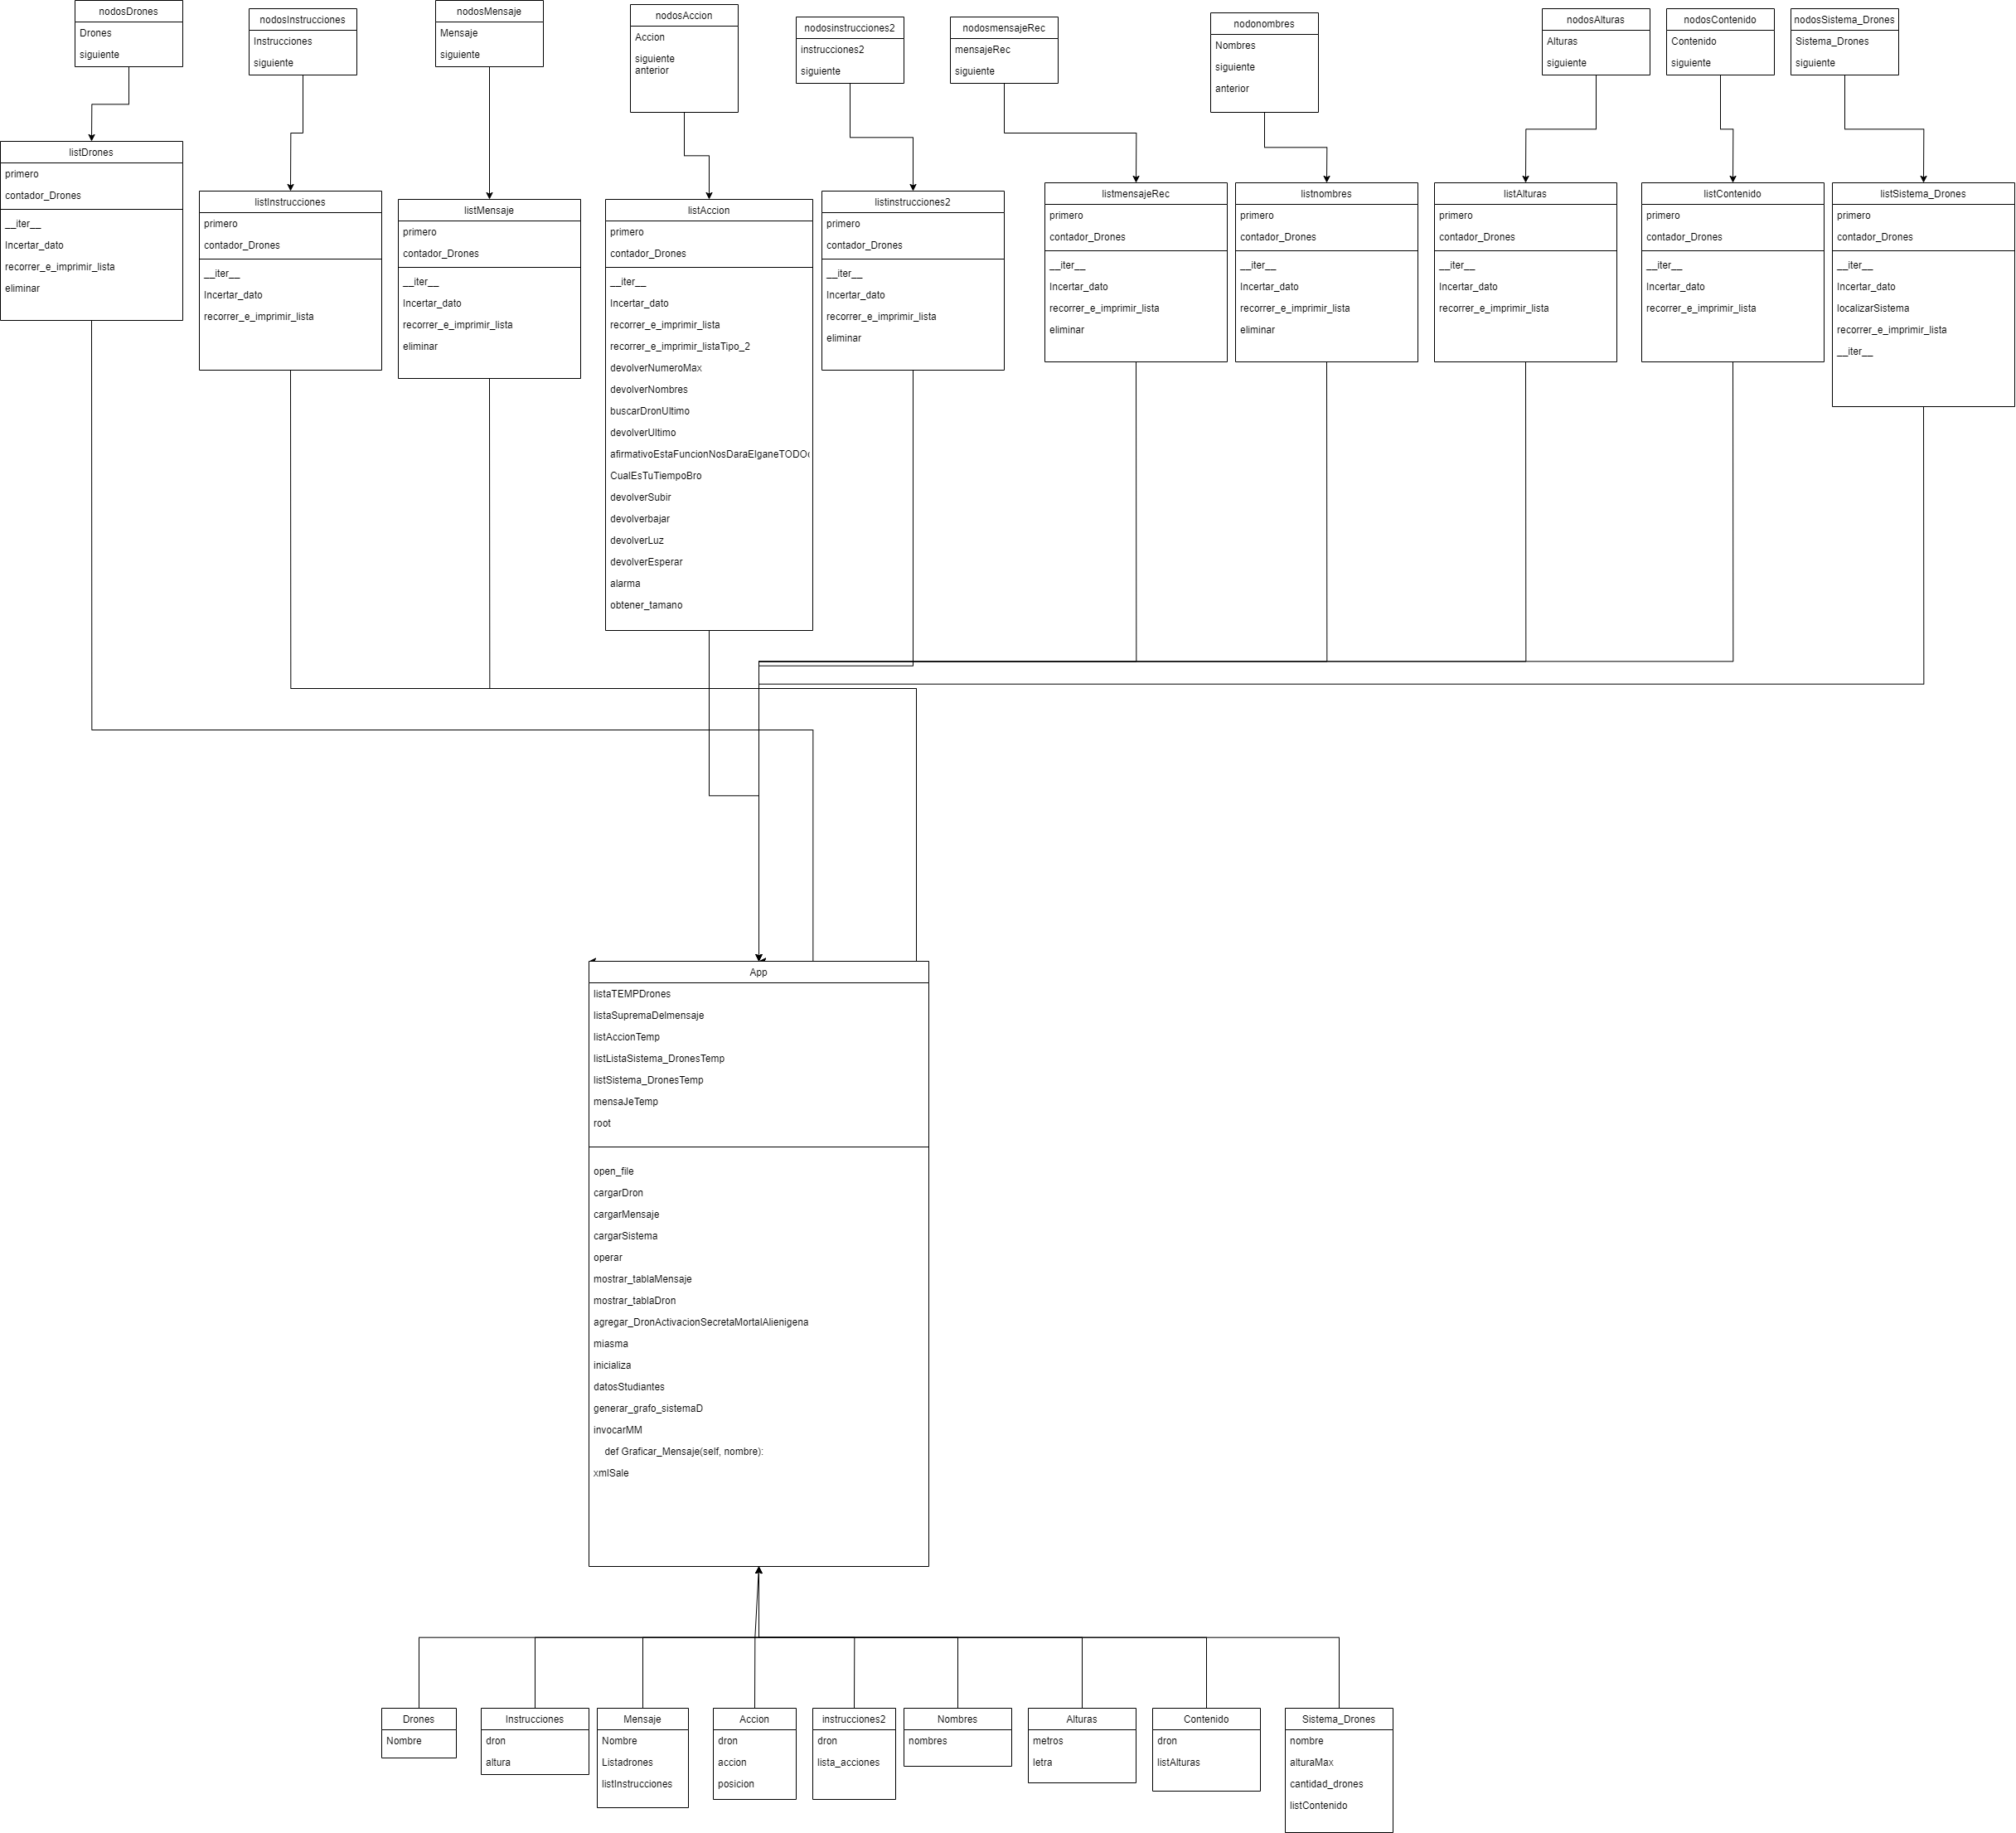 nodosDrones
Drones
siguiente
nodosInstrucciones
Instrucciones
siguiente
nodosMensaje
Mensaje
siguiente
nodosAccion
Accion
siguiente
anterior
nodosinstrucciones2
instrucciones2
siguiente
nodosmensajeRec
mensajeRec
siguiente
nodonombres
Nombres
siguiente
anterior
nodosAlturas
Alturas
siguiente
nodosContenido
Contenido
siguiente
nodosSistema_Drones
Sistema_Drones
siguiente
listDrones
primero
contador_Drones
__iter__
Incertar_dato
recorrer_e_imprimir_lista
eliminar
listInstrucciones
primero
contador_Drones
__iter__
Incertar_dato
recorrer_e_imprimir_lista
listMensaje
primero
contador_Drones
__iter__
Incertar_dato
recorrer_e_imprimir_lista
eliminar
listAccion
primero
contador_Drones
__iter__
Incertar_dato
recorrer_e_imprimir_lista
recorrer_e_imprimir_listaTipo_2
devolverNumeroMax
devolverNombres
buscarDronUltimo
devolverUltimo
afirmativoEstaFuncionNosDaraElganeTODO
CualEsTuTiempoBro
devolverSubir
devolverbajar
devolverLuz
devolverEsperar
alarma
obtener_tamano
listinstrucciones2
primero
contador_Drones
__iter__
Incertar_dato
recorrer_e_imprimir_lista
eliminar
listmensajeRec
primero
contador_Drones
__iter__
Incertar_dato
recorrer_e_imprimir_lista
eliminar
listnombres
primero
contador_Drones
__iter__
Incertar_dato
recorrer_e_imprimir_lista
eliminar
listAlturas
primero
contador_Drones
__iter__
Incertar_dato
recorrer_e_imprimir_lista
listContenido
primero
contador_Drones
__iter__
Incertar_dato
recorrer_e_imprimir_lista
listSistema_Drones
primero
contador_Drones
__iter__
Incertar_dato
localizarSistema
recorrer_e_imprimir_lista
__iter__
App
listaTEMPDrones
listaSupremaDelmensaje
listAccionTemp
listListaSistema_DronesTemp
listSistema_DronesTemp
mensaJeTemp
root
open_file
cargarDron
cargarMensaje
cargarSistema
operar
mostrar_tablaMensaje
mostrar_tablaDron
agregar_DronActivacionSecretaMortalAlienigena
miasma
inicializa
datosStudiantes
generar_grafo_sistemaD
invocarMM
def Graficar_Mensaje(self, nombre):
xmlSale
Drones
Nombre
Instrucciones
dron
altura
Mensaje
Nombre
Listadrones
listInstrucciones
Accion
dron
accion
posicion
instrucciones2
dron
lista_acciones
Nombres
nombres
Alturas
metros
letra
Contenido
dron
listAlturas
Sistema_Drones
nombre
alturaMax
cantidad_drones
listContenido